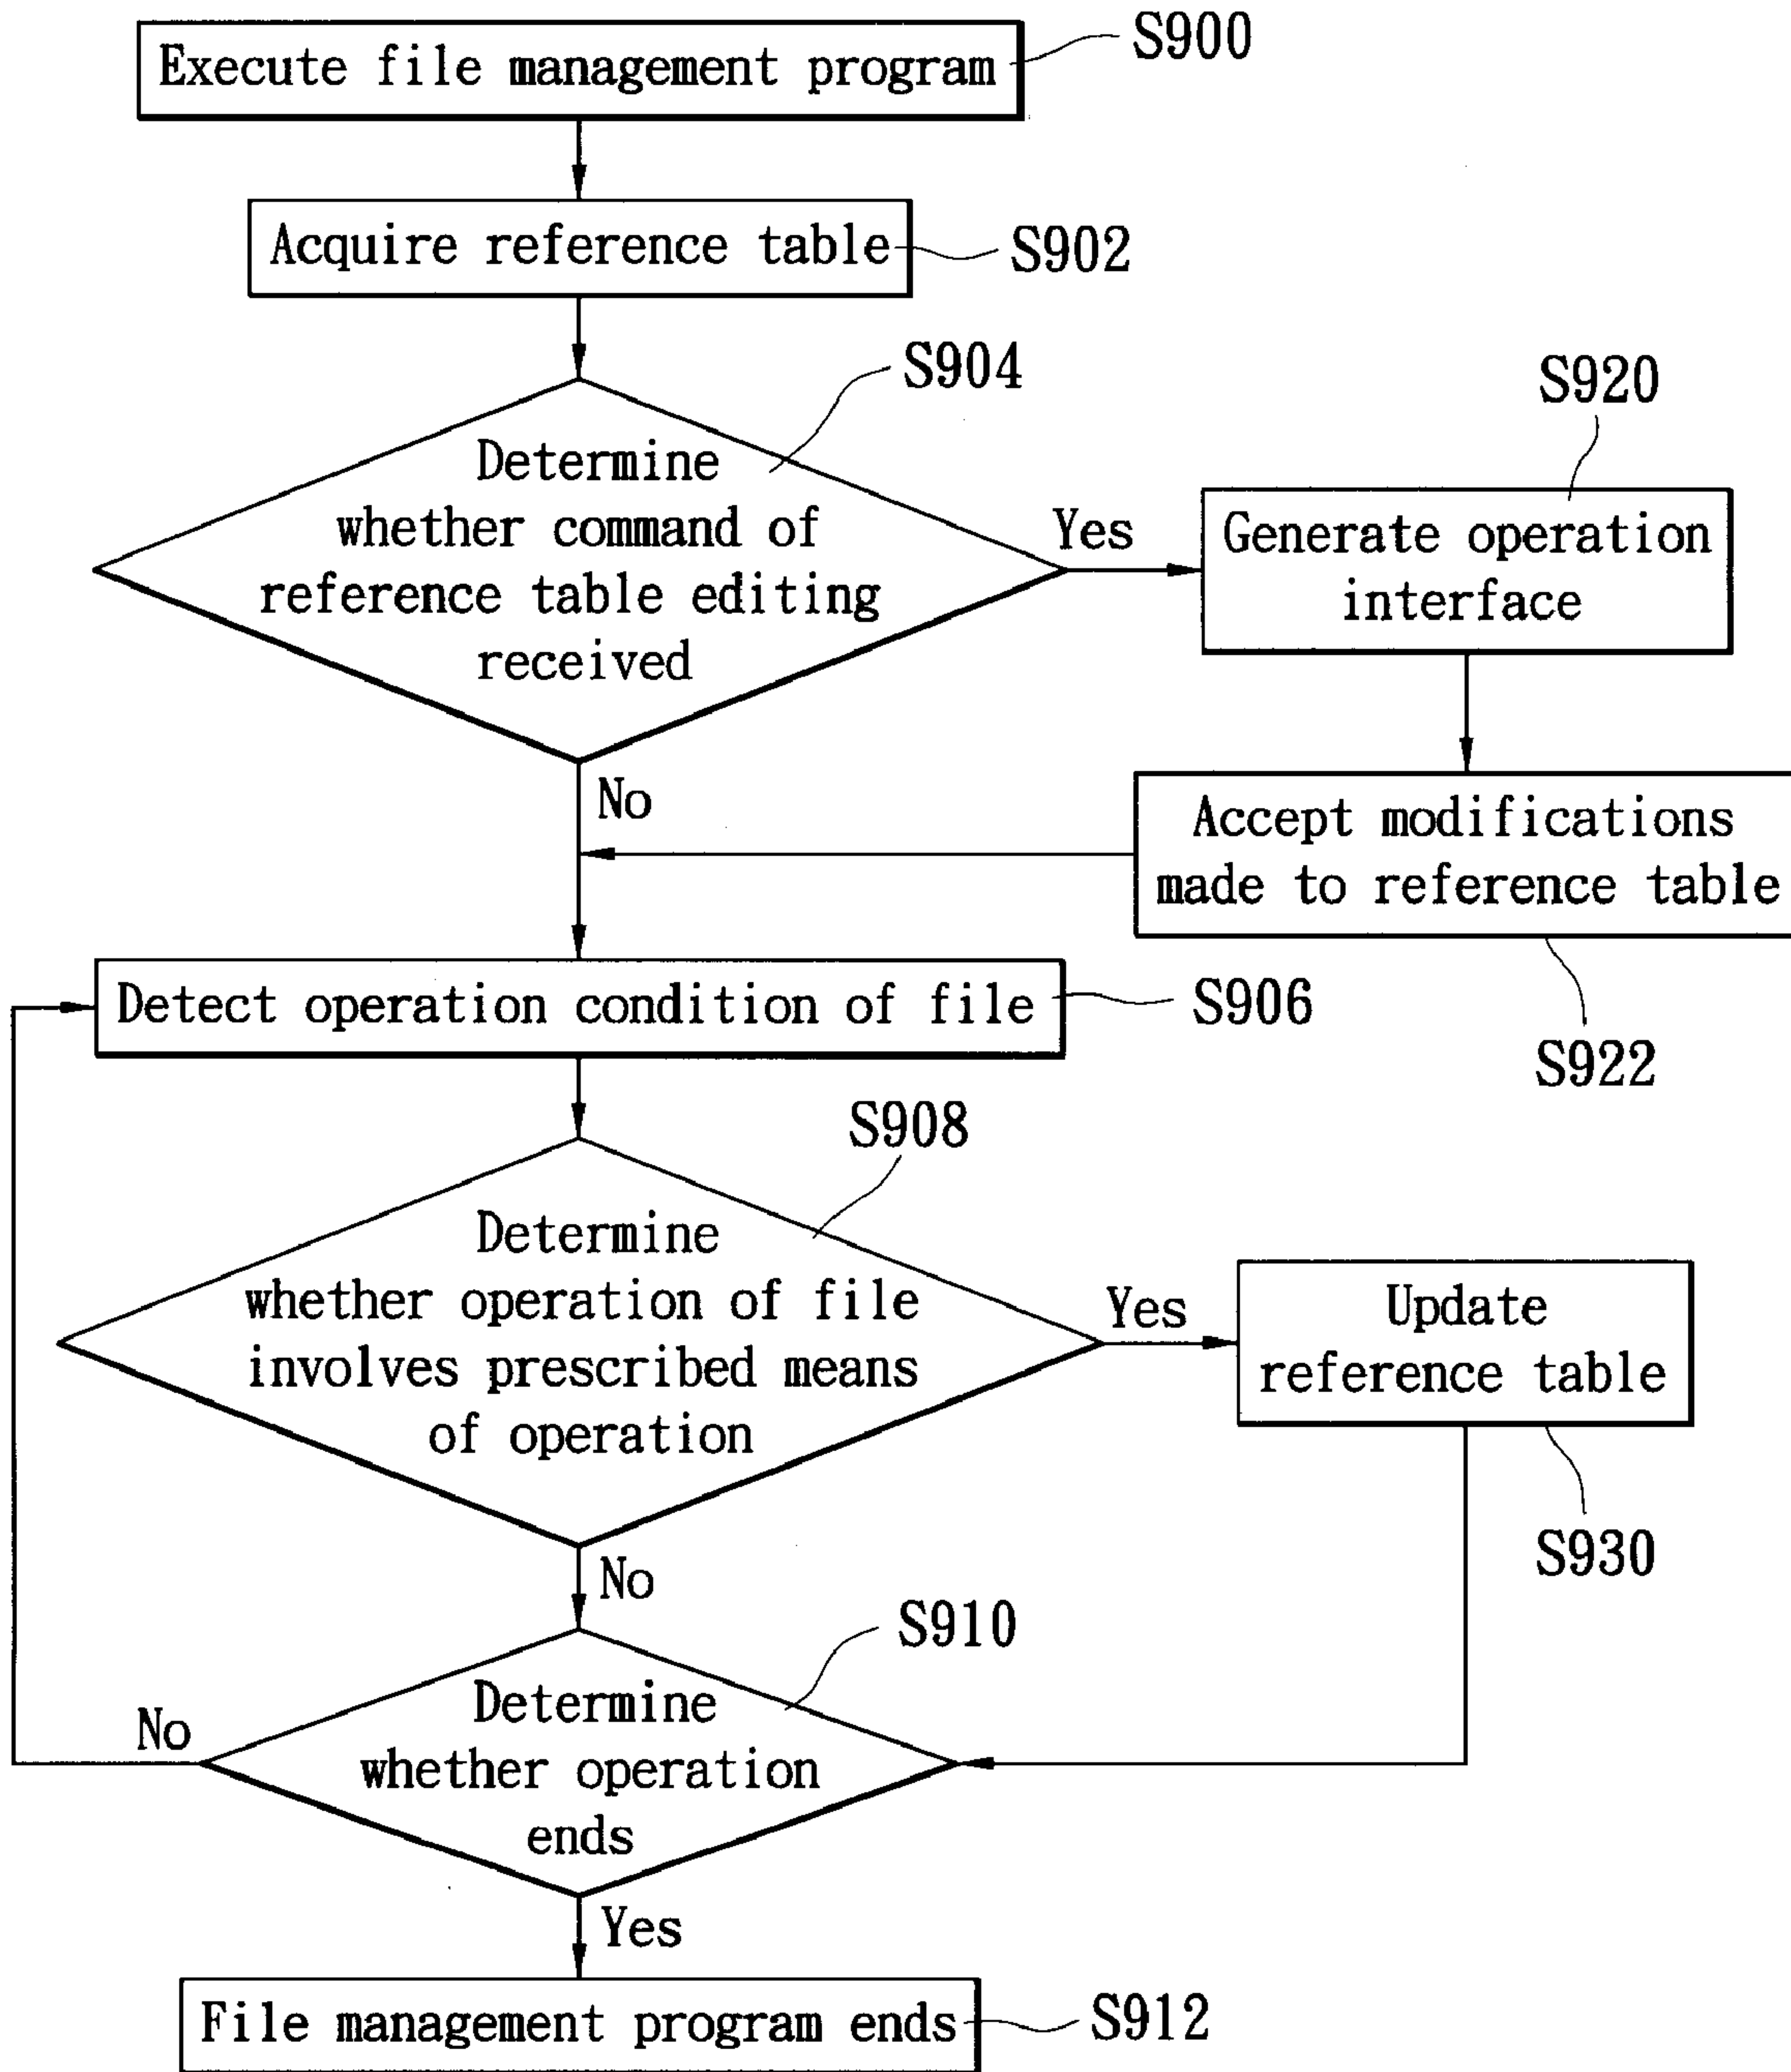 Execute file management program
S900
Acquire reference table
S902
S904
Determine
whether command of
reference table editing
received
Yes
S920
Generate operation
interface
No
Accept modifications
made to reference table
S922
Detect operation condition of file
S906
S908
Determine
whether operation of file
involves prescribed means
of operation
Yes
Update
reference table
S930
No
S910
Determine
whether operation
ends
No
Yes
File management program ends
S912